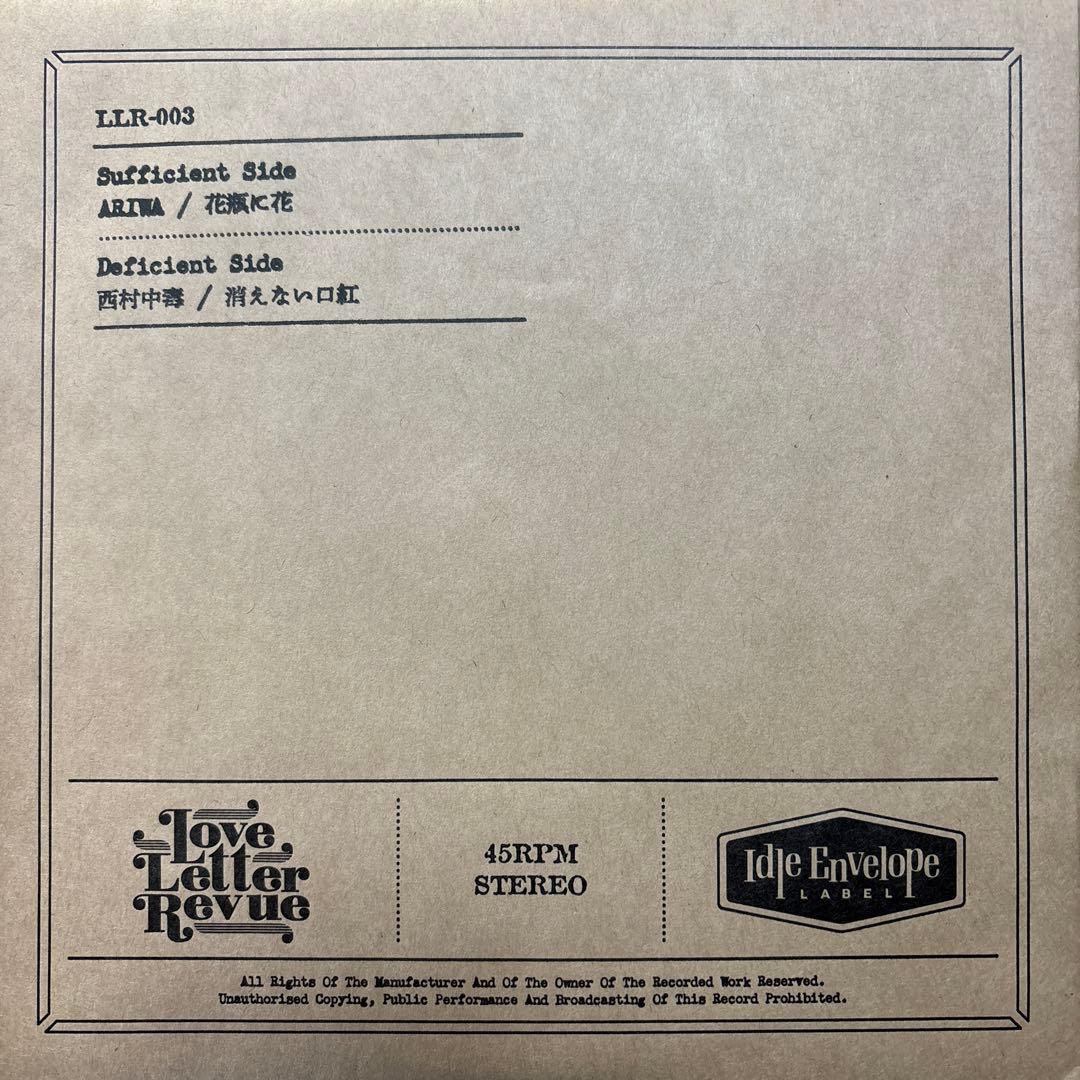 LLR-003
Sufficient Side
ARIWA / 花瓶に花
Deficient Side
西村中毒 / 消えない口紅
Love
Letter
Revue
45RPM
STEREO
Idle Envelope
LABEL
All Rights Of The Manufacturer And Of The Owner Of The Recorded Work Reserved.
Unauthorised Copying, Public Performance And Broadcasting Of This Record Prohibited.